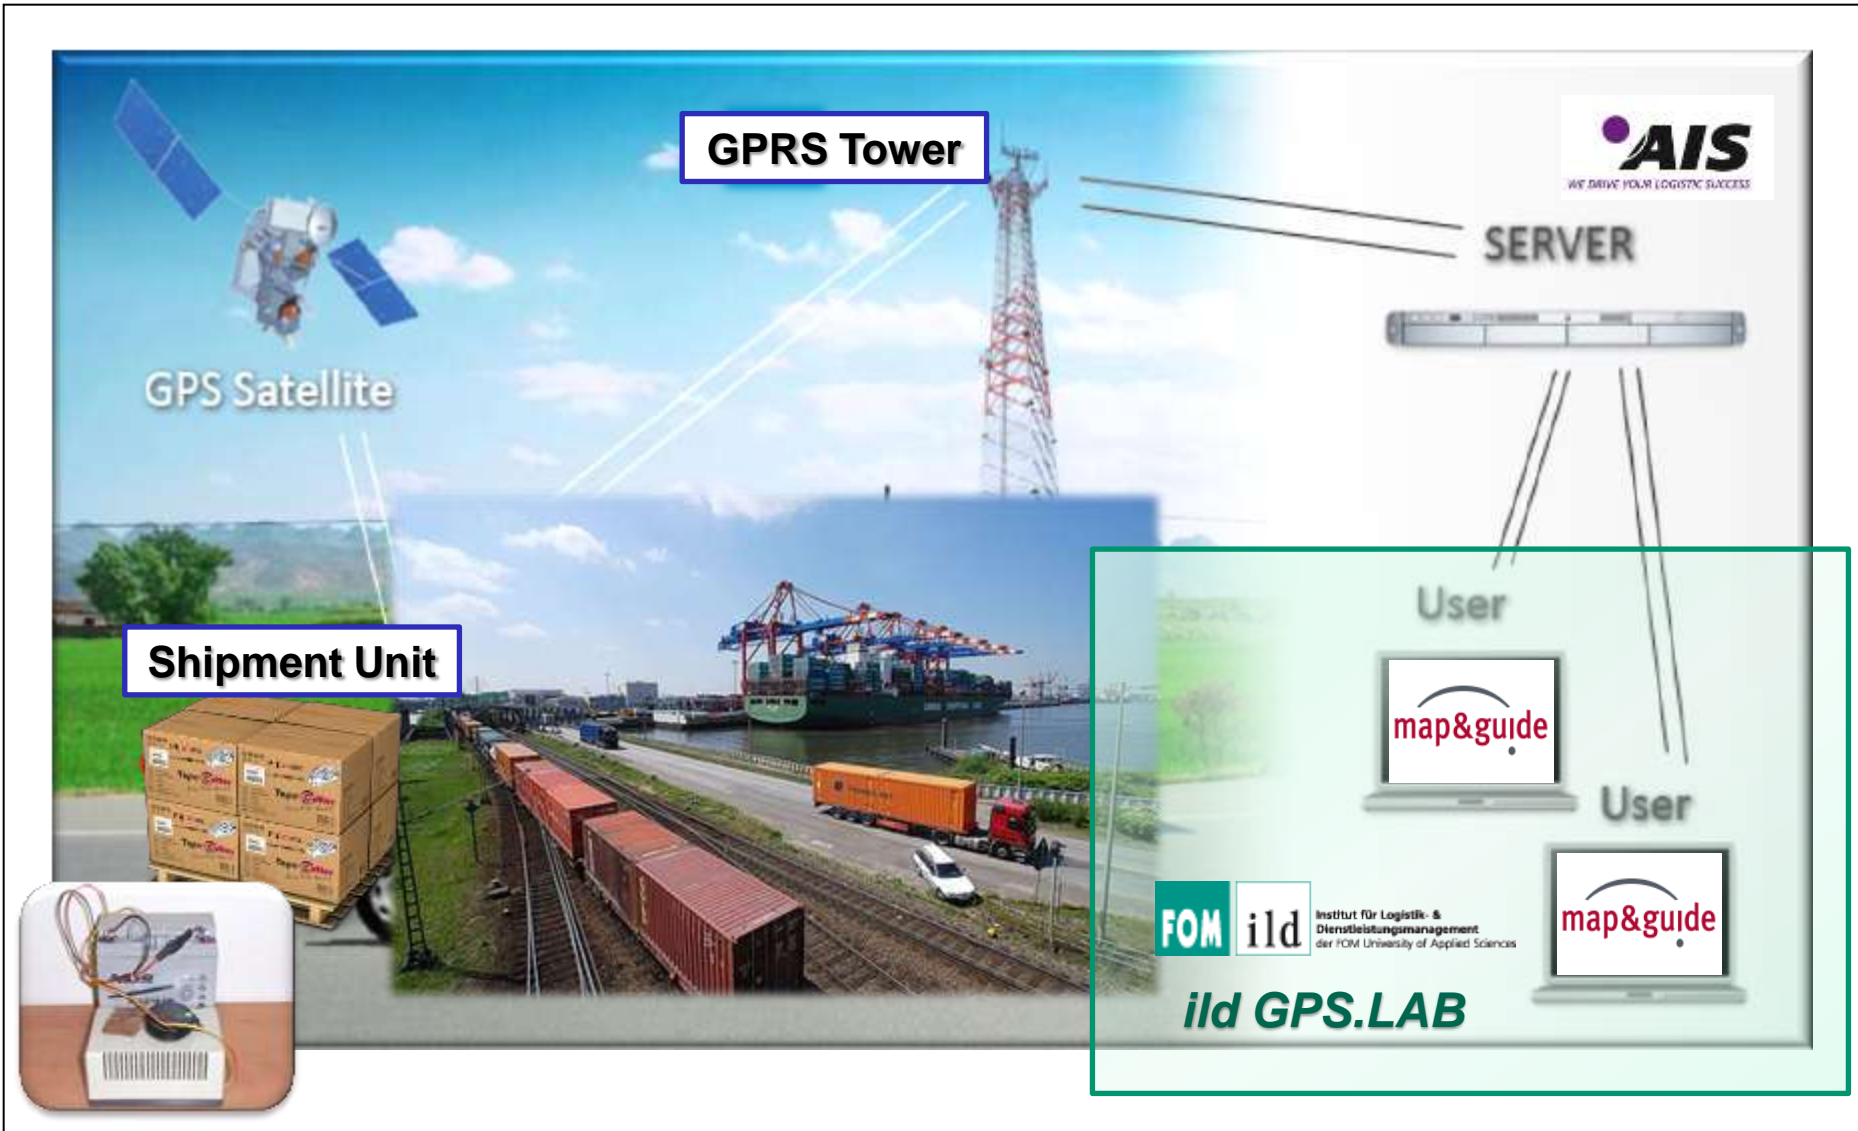 GPRS Tower
AIS
WE DRIVE YOUR LOGISTIC SUCCESS
SERVER
GPS Satellite
User
Shipment Unit
map&guide
User
map&guide
FOM
ild
Institut für Logistik- &
Dienstleistungsmanagement
der FOM University of Applied Sciences
ild GPS.LAB